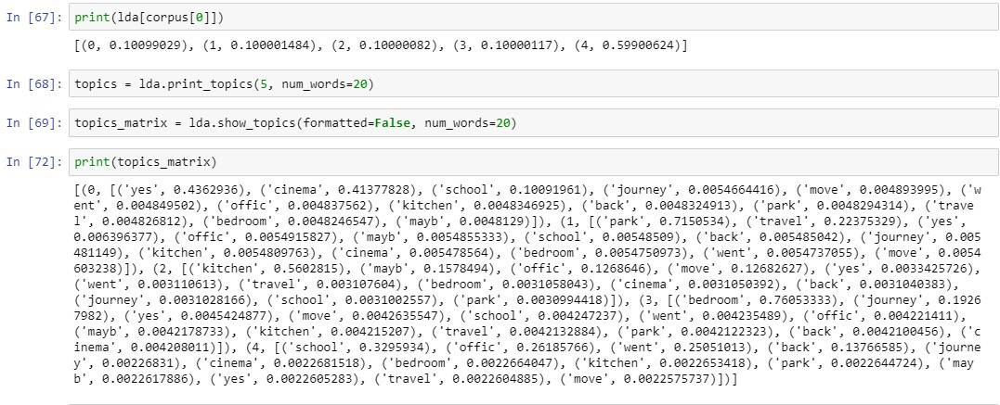 In [67]: print(lda[corpus[0]])
[(0, 0.10099029), (1, 0.100001484), (2, 0.10000082), (3, 0.10000117), (4, 0.59900624)]
In [68]: topics = lda.print_topics(5, num_words=20)
In [69]: topics_matrix = lda.show_topics(formatted=False, num_words=20)
In [72]: print(topics_matrix)
[(0, [('yes', 0.4362936), ('cinema', 0.41377828), ('school', 0.10091961), ('journey', 0.0054664416), ('move', 0.004893995), ('w
ent', 0.004849502), ('offic', 0.004837562), ('kitchen', 0.0048346925), ('back', 0.0048324913), ('park', 0.0048294314), ('trave
l', 0.004826812), ('bedroom', 0.0048246547), ('mayb', 0.0048129)]), (1, [('park', 0.7150534), ('travel', 0.22375329), ('yes',
0.006396377), ('offic', 0.0054915827), ('mayb', 0.0054855333), ('school', 0.00548509), ('back', 0.005485042), ('journey', 0.005
481149), ('kitchen', 0.0054809763), ('cinema', 0.005478564), ('bedroom', 0.0054750973), ('went', 0.0054737055), ('move', 0.0054
603238)]), (2, [('kitchen', 0.5602815), ('mayb', 0.1578494), ('offic', 0.1268646), ('move', 0.12682627), ('yes', 0.0033425726),
('went', 0.003110613), ('travel', 0.003107604), ('bedroom', 0.0031058043), ('cinema', 0.0031050392), ('back', 0.0031040383),
('journey', 0.0031028166), ('school', 0.0031002557), ('park', 0.0030994418)]), (3, [('bedroom', 0.76053333), ('journey', 0.1926
7982), ('yes', 0.0045424877), ('move', 0.0042635547), ('school', 0.004247237), ('went', 0.004235489), ('offic', 0.004221411),
('mayb', 0.0042178733), ('kitchen', 0.004215207), ('travel', 0.0042132884), ('park', 0.0042122323), ('back', 0.0042100456), ('c
inema', 0.004208011)]), (4, [('school', 0.3295934), ('offic', 0.26185766), ('went', 0.25051013), ('back', 0.13766585), ('journe
y', 0.00226831), ('cinema', 0.0022681518), ('bedroom', 0.0022664047), ('kitchen', 0.0022653418), ('park', 0.0022644724), ('may
b', 0.0022617886), ('yes', 0.0022605283), ('travel', 0.0022604885), ('move', 0.0022575737)])]